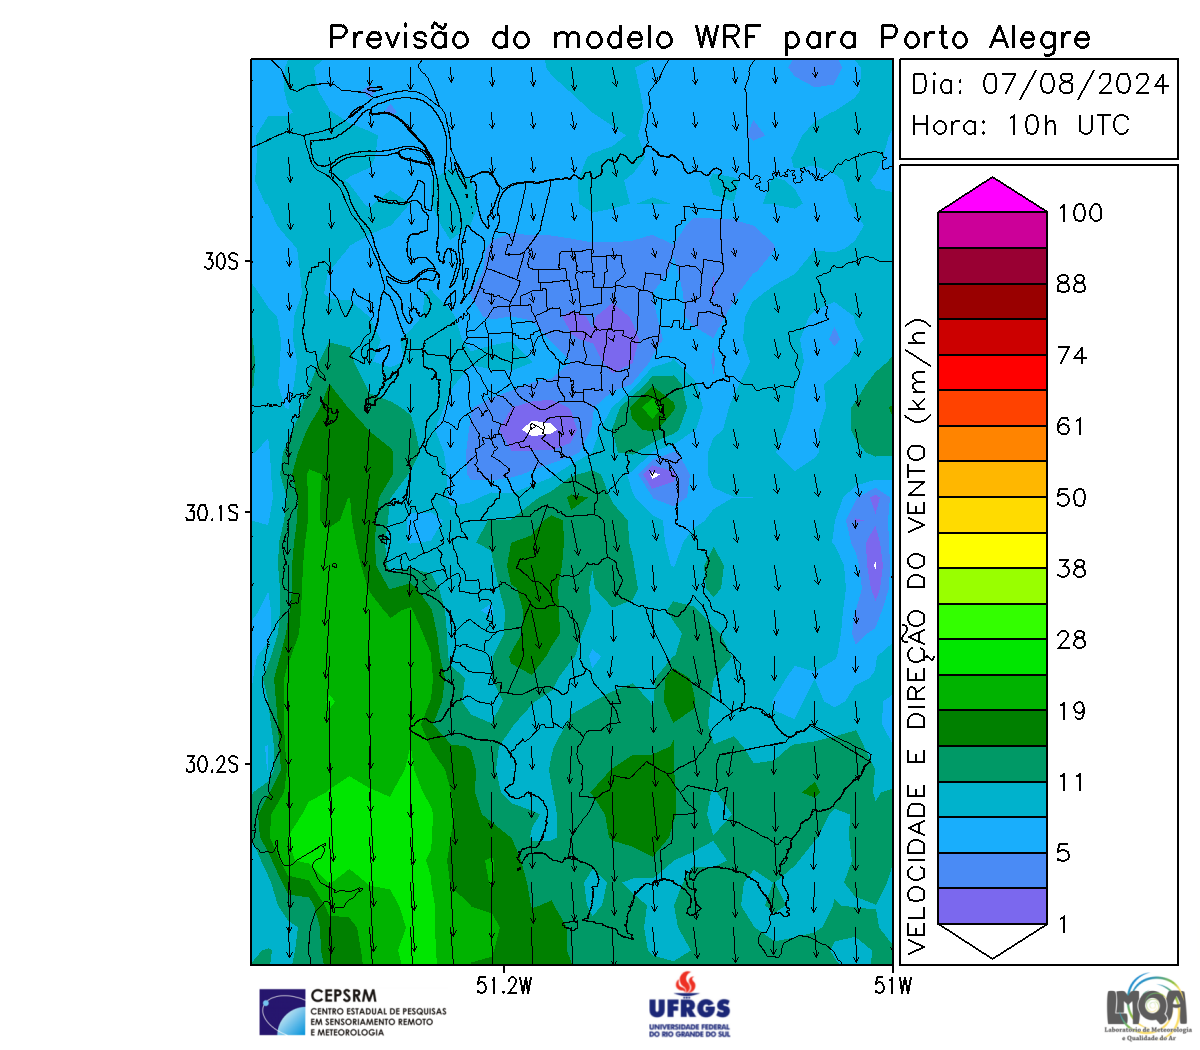 Previsão do modelo WRF para Porto Alegre
Dia: 07/08/2024
Hora: 10h UTC
30S
30.1S
30.2S
51.2W
51W
VELOCIDADE E DIREÇÃO DO VENTO (km/h)
100
88
74
61
50
38
28
19
11
5
1
CEPSRM
CENTRO ESTADUAL DE PESQUISAS
EM SENSORIAMENTO REMOTO
E METEOROLOGIA
UFRGS
UNIVERSIDADE FEDERAL
DO RIO GRANDE DO SUL
LMQA
Laboratório de Meteorologia
e Qualidade do Ar